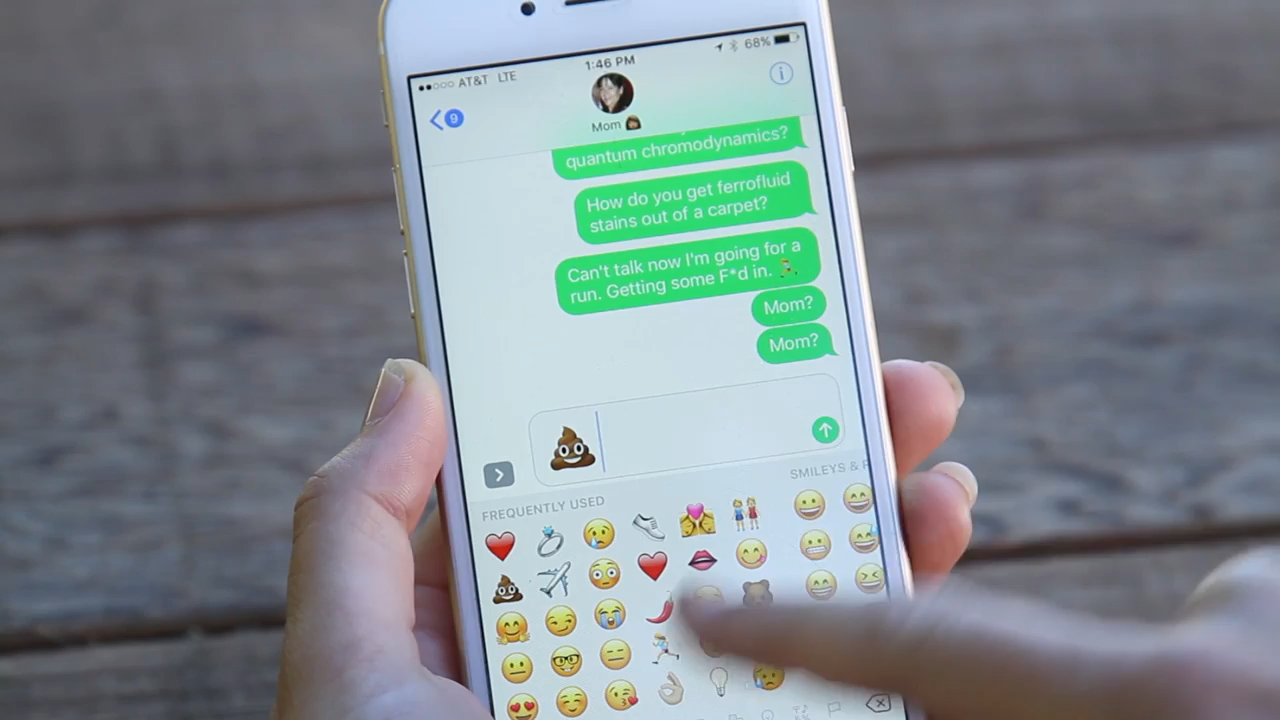 AT&T LTE
1:46 PM
68%
9
Mom
quantum chromodynamics?
How do you get ferrofluid
stains out of a carpet?
Can't talk now I'm going for a
run. Getting some F*d in.
Mom?
Mom?
FREQUENTLY USED
SMILEYS &